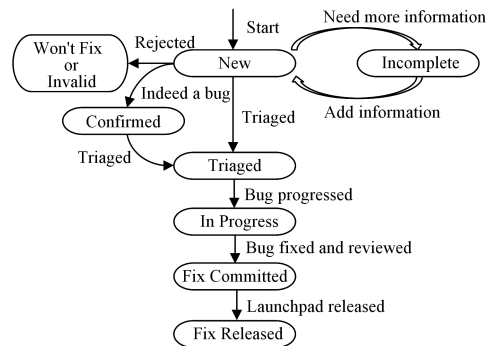 Need more information
Start
Won't Fix
or
Invalid
Rejected
New
Incomplete
Indeed a bug
Add information
Confirmed
Triaged
Triaged
Triaged
Bug progressed
In Progress
Bug fixed and reviewed
Fix Committed
Launchpad released
Fix Released